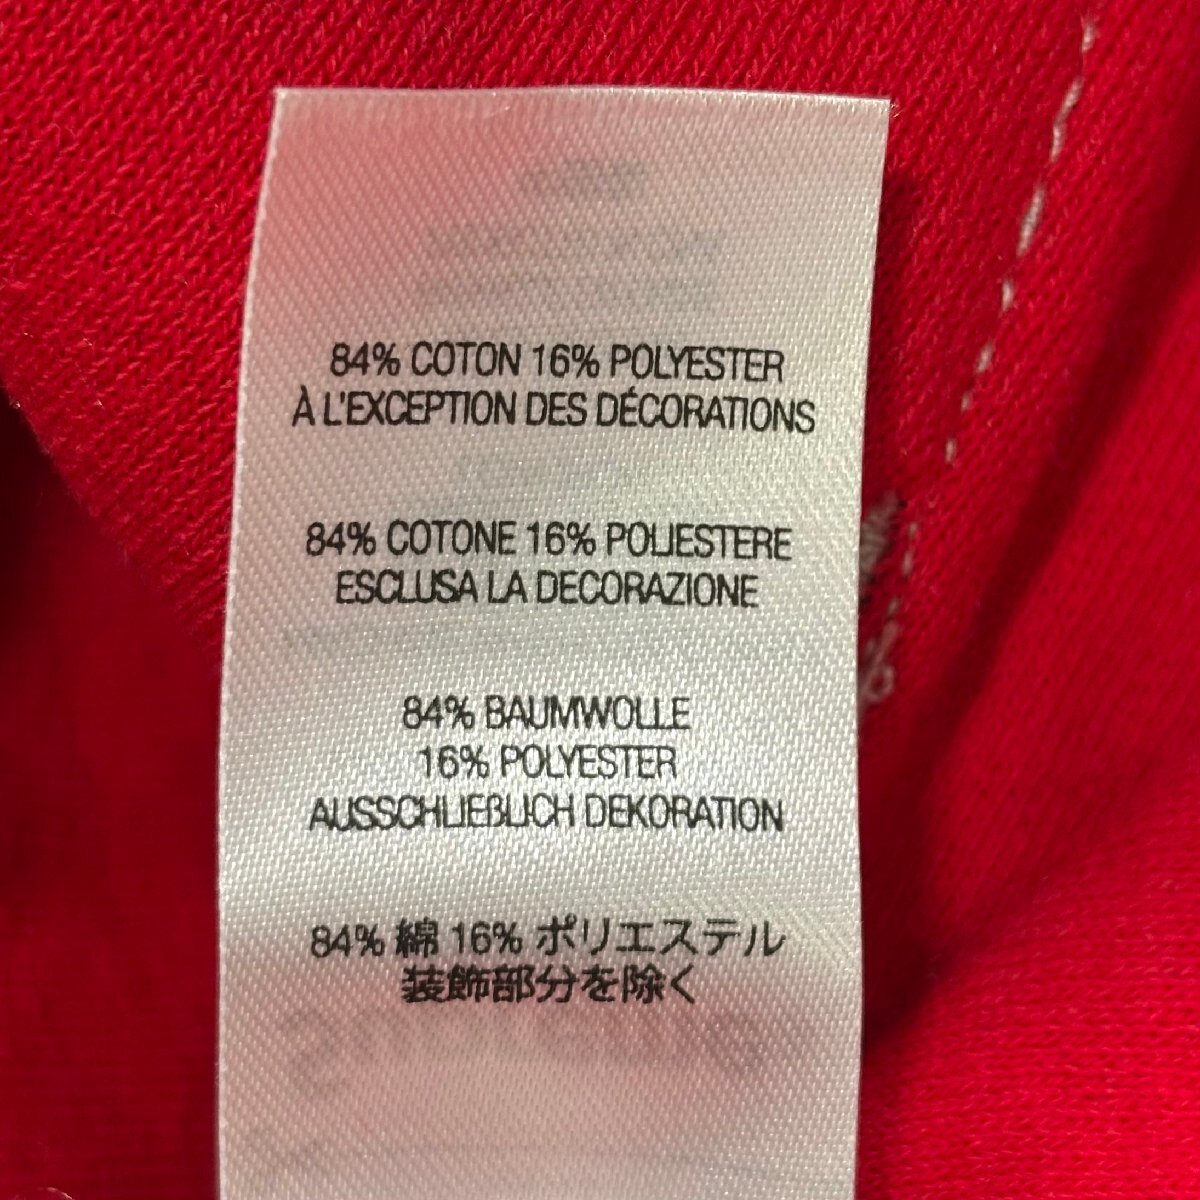 84% COTON 16% POLYESTER
À L'EXCEPTION DES DÉCORATIONS
84% COTONE 16% POLIESTERE
ESCLUSA LA DECORAZIONE
84% BAUMWOLLE
16% POLYESTER
AUSSCHLIEßLICH DEKORATION
84% 綿 16% ポリエステル
装飾部分を除く